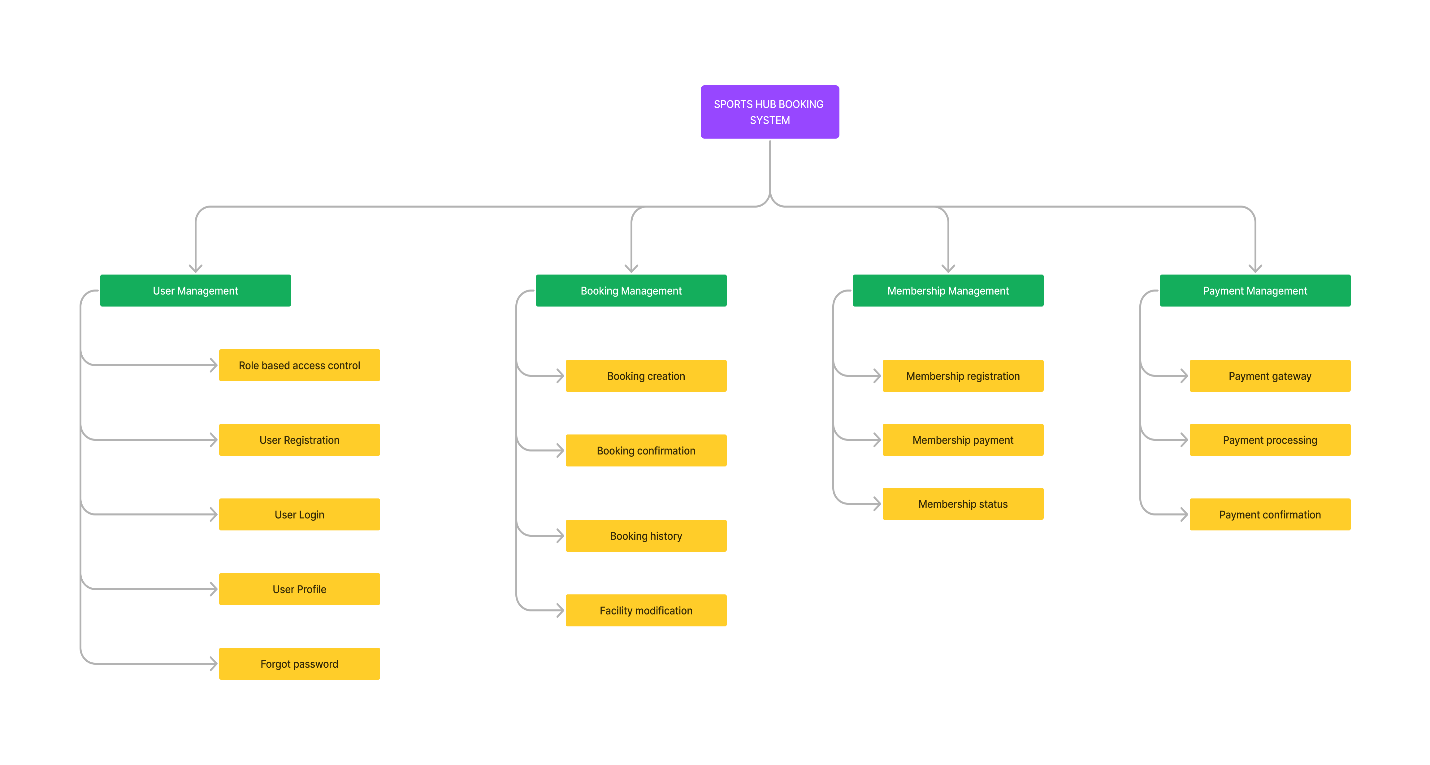 SPORTS HUB BOOKING
SYSTEM
User Management
Booking Management
Membership Management
Payment Management
Role based access control
User Registration
User Login
User Profile
Forgot password
Booking creation
Booking confirmation
Booking history
Facility modification
Membership registration
Membership payment
Membership status
Payment gateway
Payment processing
Payment confirmation